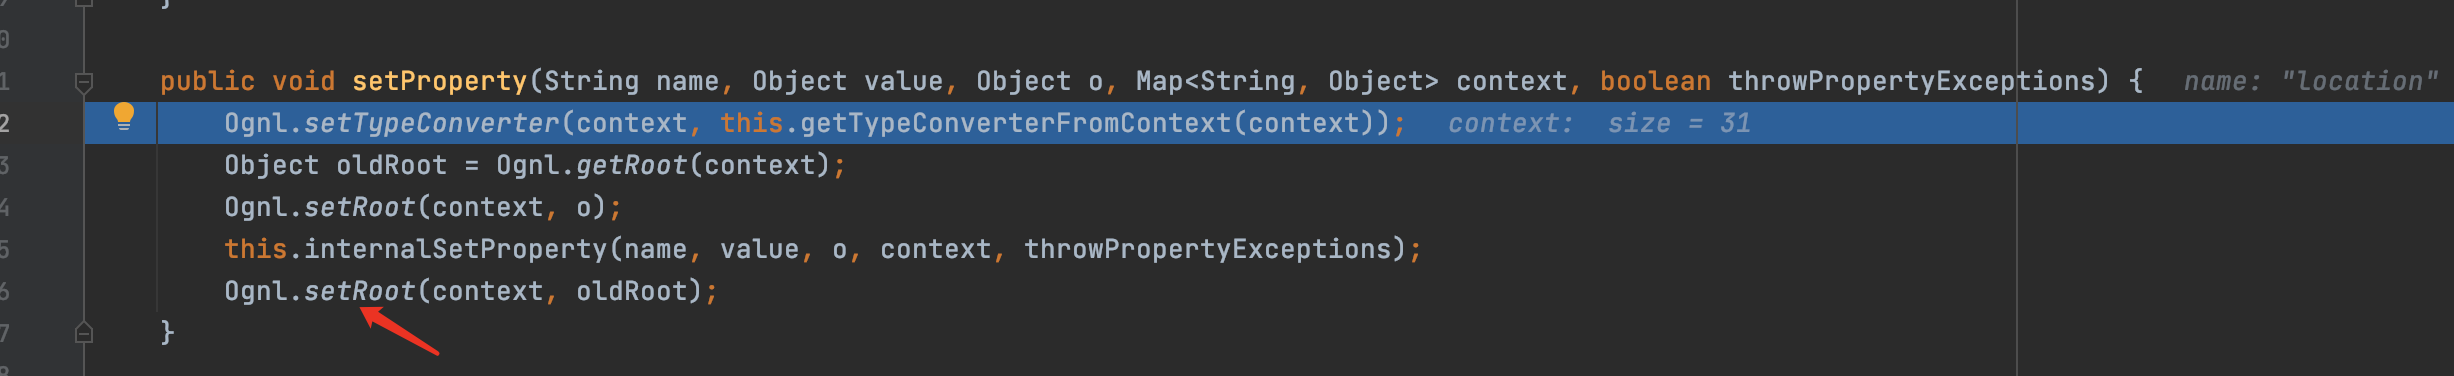 }
0
1 public void setProperty(String name, Object value, Object o, Map<String, Object> context, boolean throwPropertyExceptions) { name: "location"
2 Ognl.setTypeConverter(context, this.getTypeConverterFromContext(context)); context: size = 31
3 Object oldRoot = Ognl.getRoot(context);
4 Ognl.setRoot(context, o);
5 this.internalSetProperty(name, value, o, context, throwPropertyExceptions);
6 Ognl.setRoot(context, oldRoot);
7 }
8